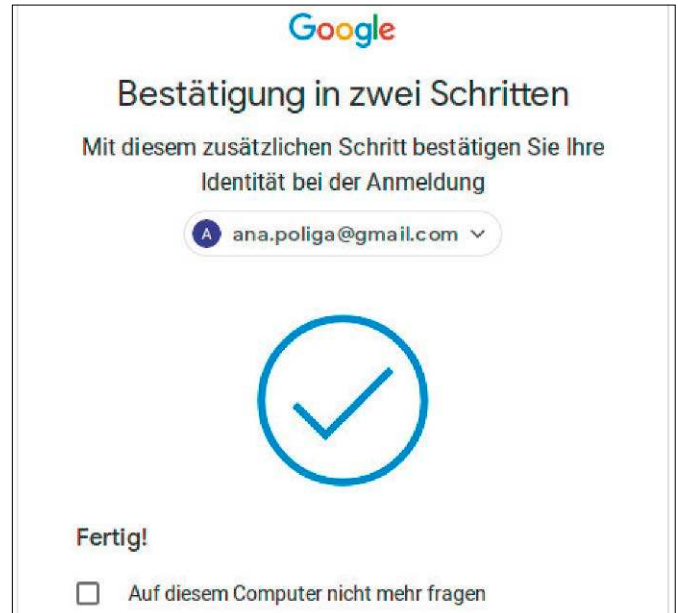 Google
Bestätigung in zwei Schritten
Mit diesem zusätzlichen Schritt bestätigen Sie Ihre
Identität bei der Anmeldung
A ana.poliga@gmail.com
Fertig!
Auf diesem Computer nicht mehr fragen